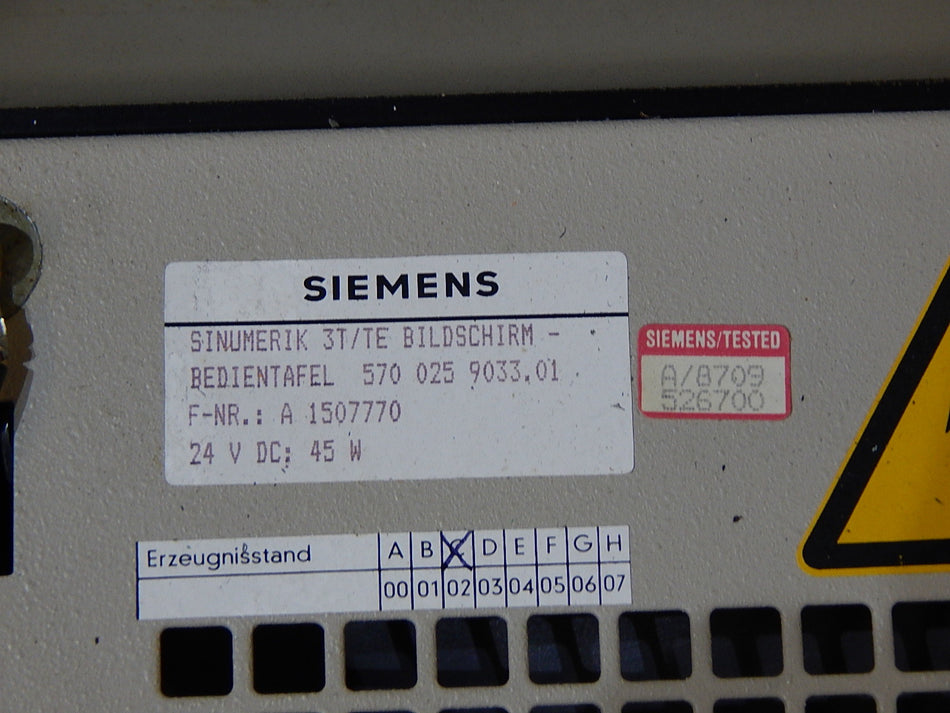 SIEMENS
SINUMERIK 3T/TE BILDSCHIRM -
BEDIENTAFEL 570 025 9033.01
F-NR.: A 1507770
24 V DC; 45 W
SIEMENS/TESTED
A/8709
526700
Erzeugnisstand A B C D E F G H
00 01 02 03 04 05 06 07